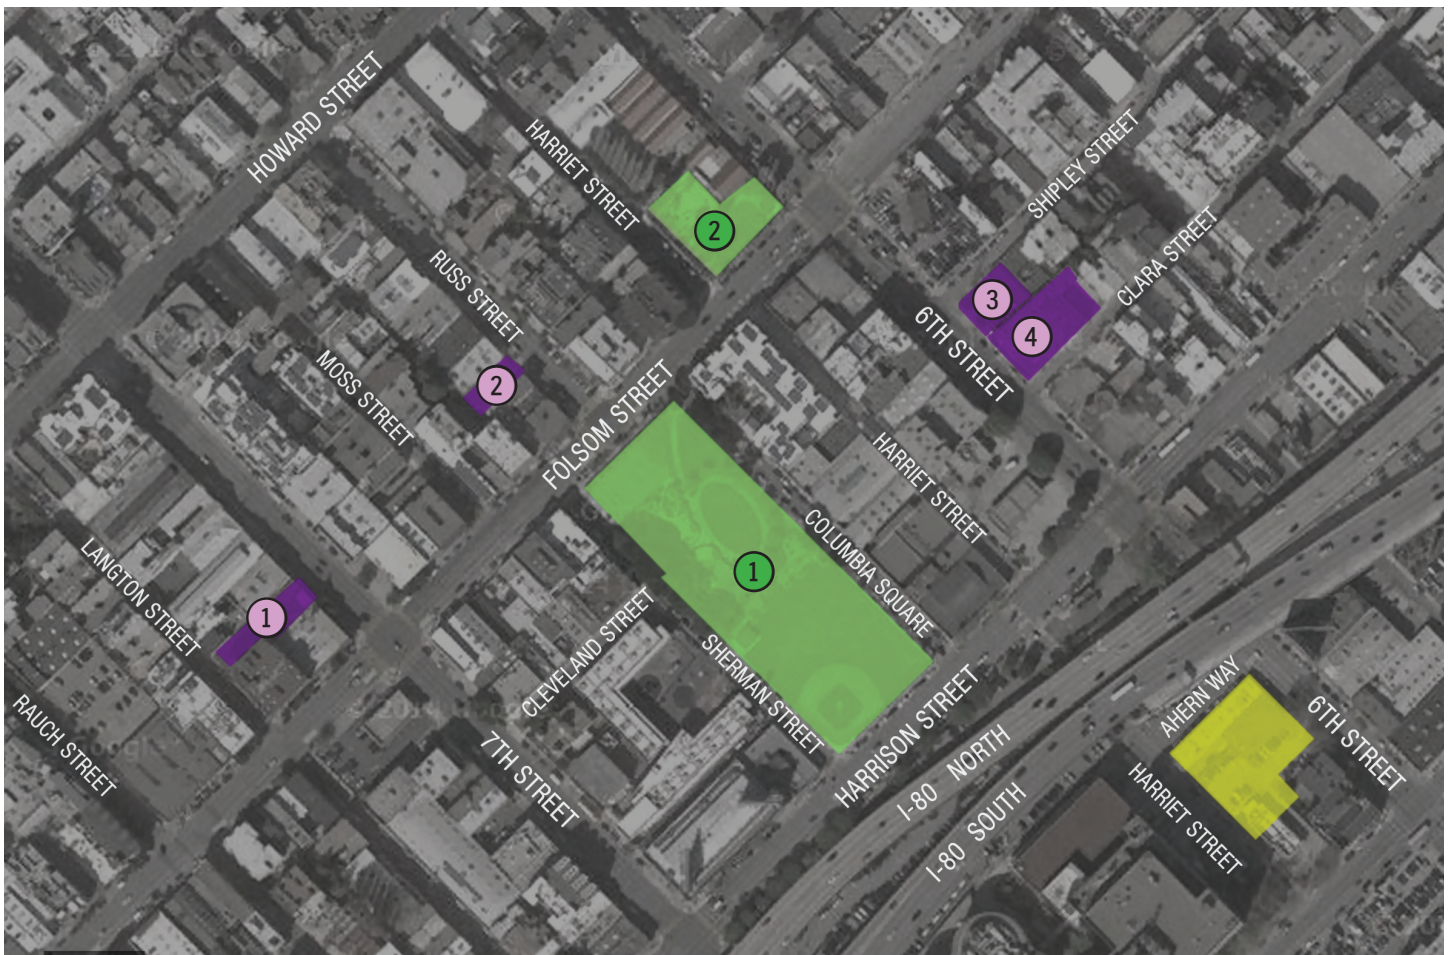 HOWARD STREET
HARRIET STREET
SHIPLEY STREET
2
CLARA STREET
RUSS STREET
3
6TH STREET
4
MOSS STREET
2
FOLSOM STREET
HARRIET STREET
COLUMBIA SQUARE
1
LANGTON STREET
1
CLEVELAND STREET
SHERMAN STREET
HARRISON STREET
AHERN WAY
6TH STREET
RAUCH STREET
7TH STREET
I-80 NORTH
HARRIET STREET
I-80 SOUTH